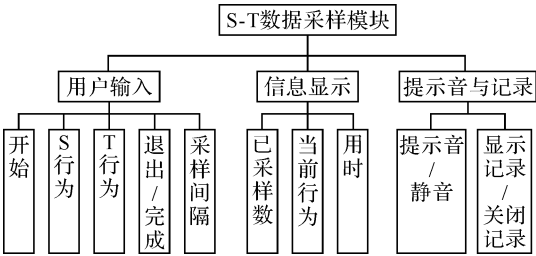 S-T数据采样模块
用户输入
信息显示
提示音与记录
开始
S行为
T行为
退出/完成
采样间隔
已采样数
当前行为
用时
提示音
/
静音
显示
记录
/
关闭
记录